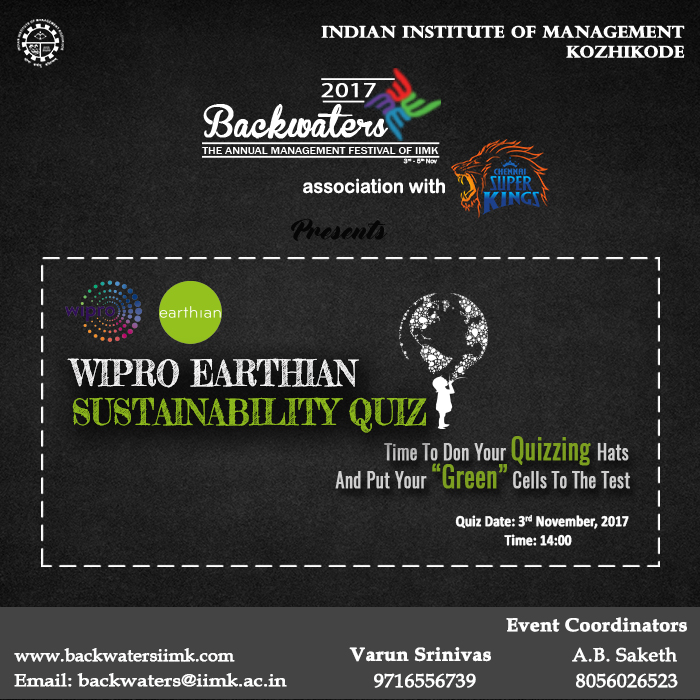 INDIAN INSTITUTE OF MANAGEMENT
KOZHIKODE
2017
Backwaters
THE ANNUAL MANAGEMENT FESTIVAL OF IIMK
3rd - 5th Nov
association with
CHENNAI
SUPER
KINGS
Presents
wipro
earthian
WIPRO EARTHIAN
SUSTAINABILITY QUIZ
Time To Don Your Quizzing Hats
And Put Your “Green” Cells To The Test
Quiz Date: 3rd November, 2017
Time: 14:00
Event Coordinators
www.backwatersiimk.com
Varun Srinivas
A.B. Saketh
Email: backwaters@iimk.ac.in
9716556739
8056026523